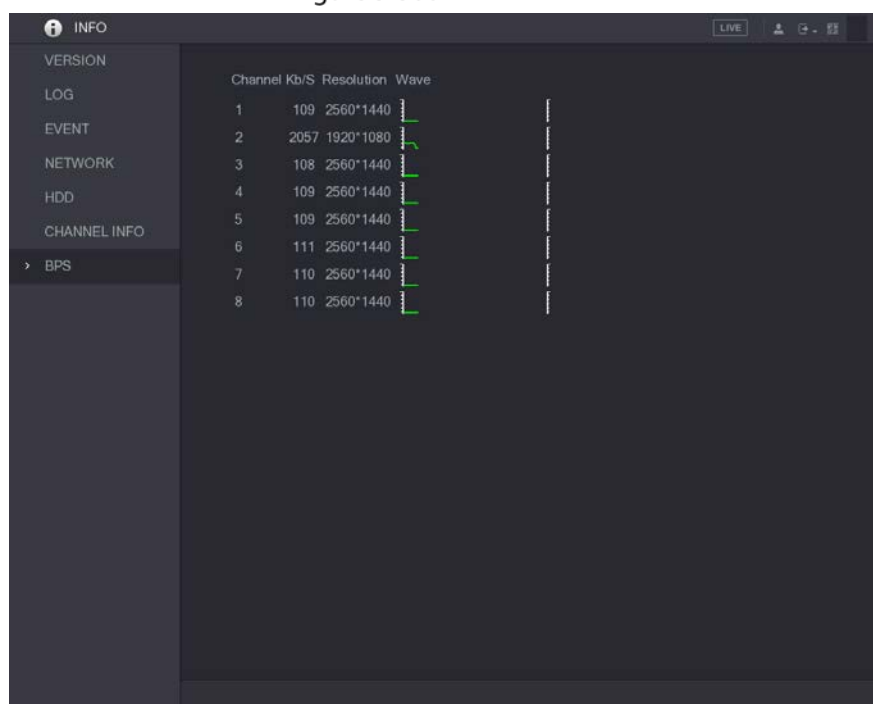 INFO
LIVE
VERSION
LOG
EVENT
NETWORK
HDD
CHANNEL INFO
BPS
Channel Kb/S Resolution Wave
1 109 2560*1440
2 2057 1920*1080
3 108 2560*1440
4 109 2560*1440
5 109 2560*1440
6 111 2560*1440
7 110 2560*1440
8 110 2560*1440